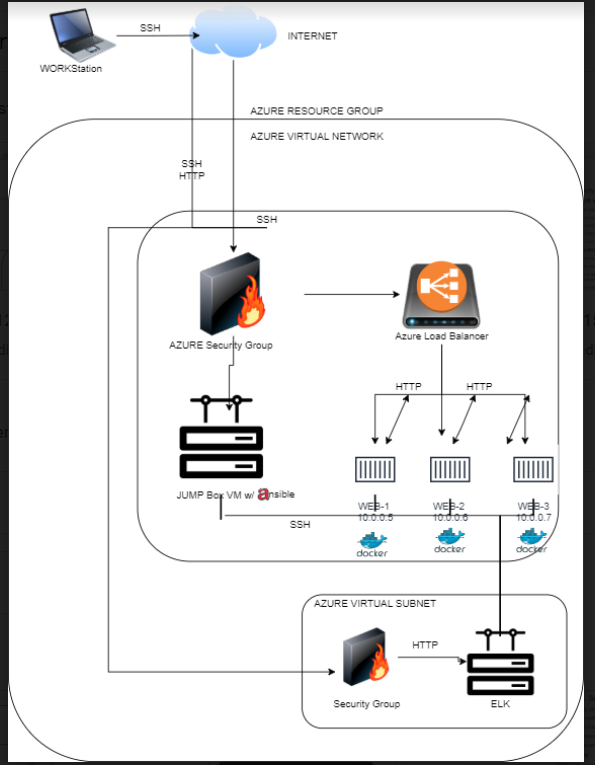 SSH
INTERNET
WORKStation
AZURE RESOURCE GROUP
AZURE VIRTUAL NETWORK
SSH
HTTP
SSH
AZURE Security Group
Azure Load Balancer
HTTP
HTTP
JUMP Box VM w/ ansible
WEB-1
10.0.0.5
WEB-2
10.0.0.6
WEB-3
10.0.0.7
SSH
docker
docker
docker
AZURE VIRTUAL SUBNET
HTTP
Security Group
ELK